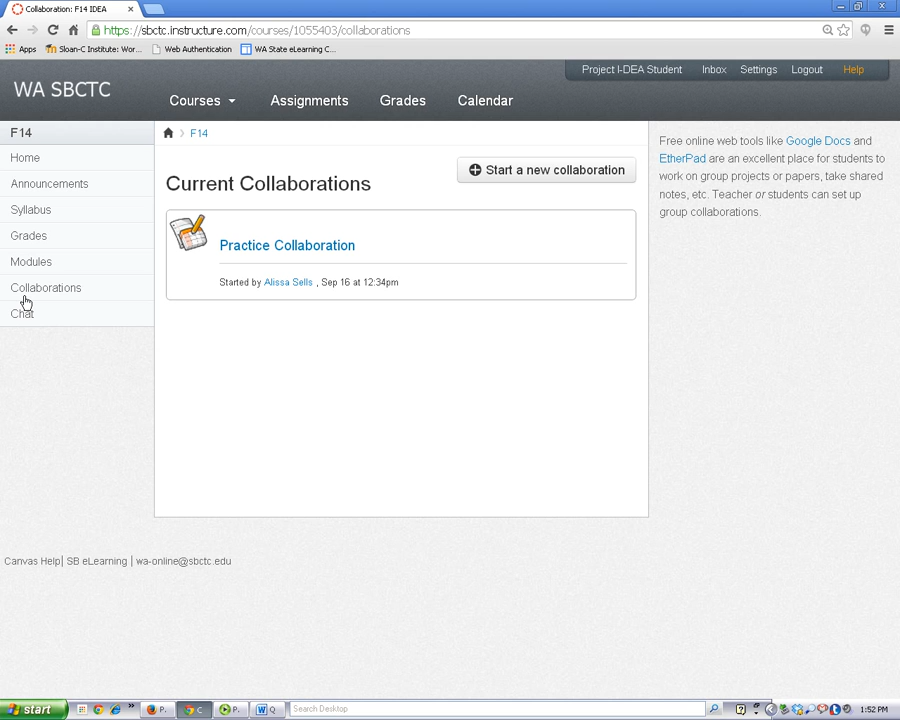 Collaboration: F14 IDEA
https://sbctc.instructure.com/courses/1055403/collaborations
Apps Sloan-C Institute: Wor... Web Authentication WA State eLearning C...
Project I-DEA Student Inbox Settings Logout Help
WA SBCTC
Courses Assignments Grades Calendar
F14
Home
Announcements
Syllabus
Grades
Modules
Collaborations
Chat
F14
Start a new collaboration
Current Collaborations
Practice Collaboration
Started by Alissa Sells , Sep 16 at 12:34pm
Free online web tools like Google Docs and
EtherPad are an excellent place for students to
work on group projects or papers, take shared
notes, etc. Teacher or students can set up
group collaborations.
Canvas Help| SB eLearning | wa-online@sbctc.edu
start P... C P... Q Search Desktop 1:52 PM